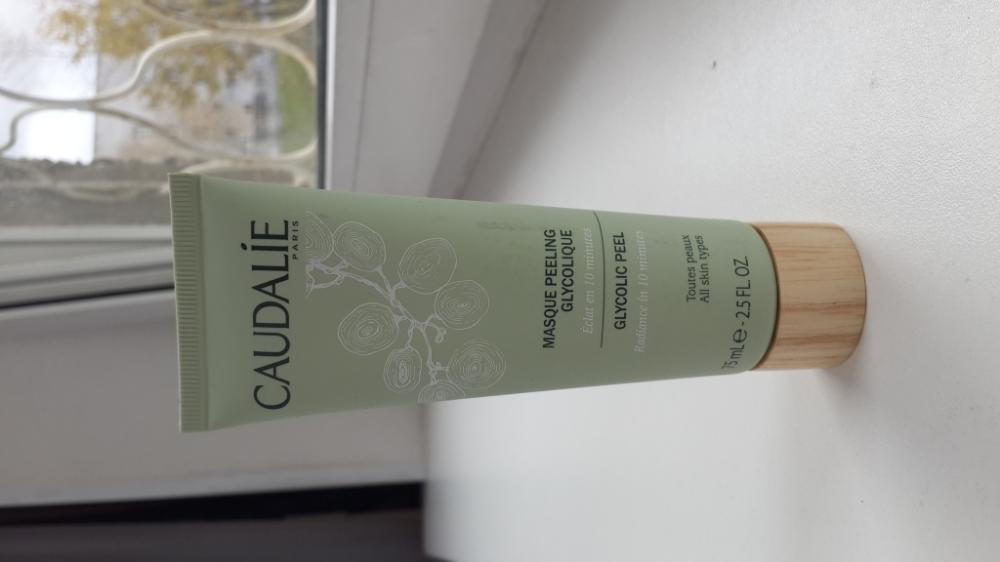 CAUDALÍE
PARIS
MASQUE PEELING
GLYCOLIQUE
Éclat en 10 minutes
GLYCOLIC PEEL
Radiance in 10 minutes
Toutes peaux
All skin types
75 mL e - 2.5 FL. OZ.